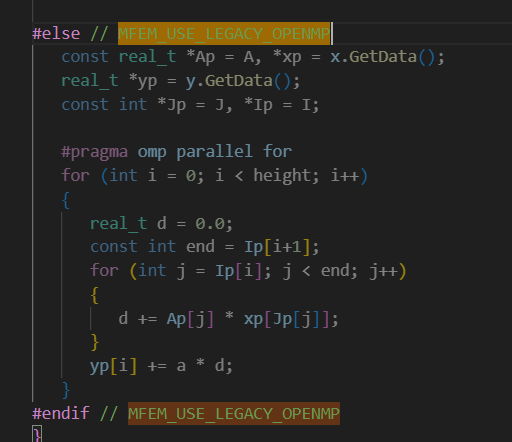 #else // MFEM_USE_LEGACY_OPENMP
const real_t *Ap = A, *xp = x.GetData();
real_t *yp = y.GetData();
const int *Jp = J, *Ip = I;
#pragma omp parallel for
for (int i = 0; i < height; i++)
{
real_t d = 0.0;
const int end = Ip[i+1];
for (int j = Ip[i]; j < end; j++)
{
d += Ap[j] * xp[Jp[j]];
}
yp[i] += a * d;
}
#endif // MFEM_USE_LEGACY_OPENMP
}